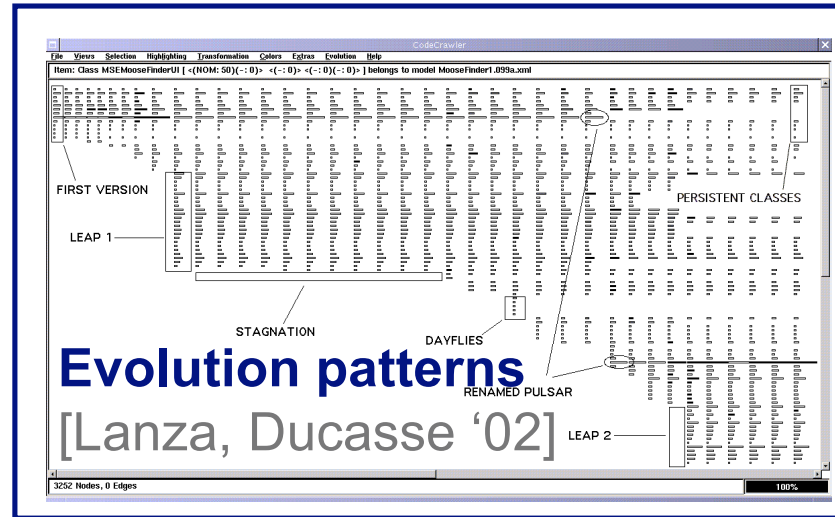 CodeCrawler
File Views Selection Highlighting Transformation Colors Extras Evolution Help
Item: Class MSEMooseFinderUI [ <(NOM: 50)(-: 0)> <(-: 0)> <(-: 0)(-: 0)> ] belongs to model MooseFinder1.099a.xml
FIRST VERSION
PERSISTENT CLASSES
LEAP 1
STAGNATION
DAYFLIES
Evolution patterns
RENAMED PULSAR
[Lanza, Ducasse ‘02]
LEAP 2
3252 Nodes, 0 Edges
100%